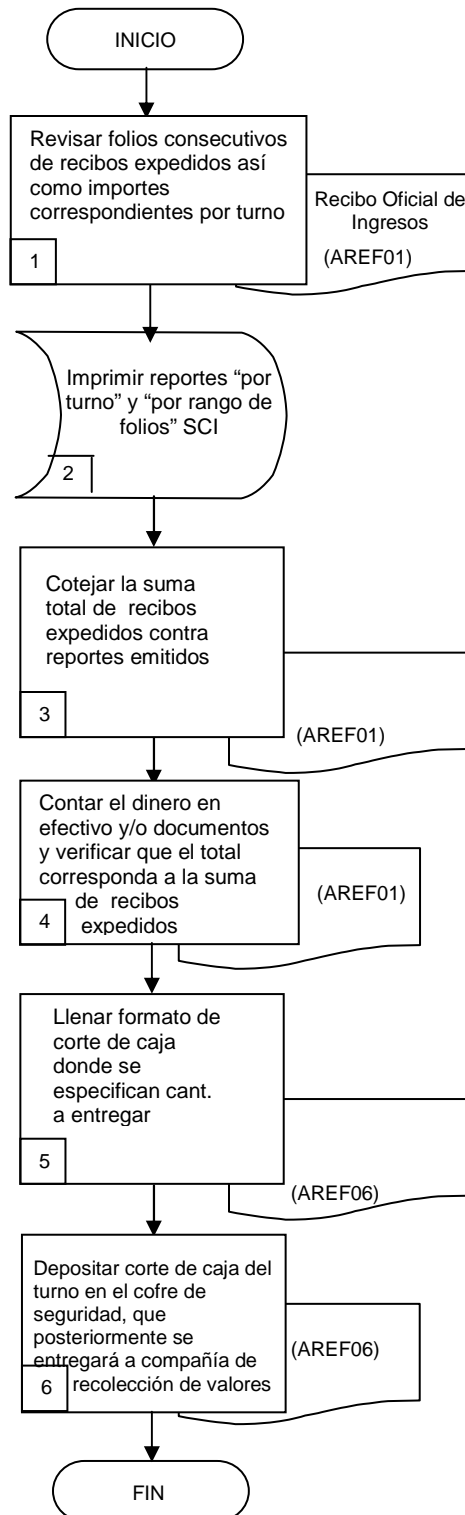 INICIO
Revisar folios consecutivos
de recibos expedidos así
como importes
correspondientes por turno
1
Recibo Oficial de
Ingresos
(AREF01)
Imprimir reportes “por
turno” y “por rango de
folios” SCI
2
Cotejar la suma
total de recibos
expedidos contra
reportes emitidos
3
(AREF01)
Contar el dinero en
efectivo y/o documentos
y verificar que el total
corresponda a la suma
de recibos
expedidos
4
(AREF01)
Llenar formato de
corte de caja
donde se
especifican cant.
a entregar
5
(AREF06)
Depositar corte de caja del
turno en el cofre de
seguridad, que
posteriormente se
entregará a compañía de
recolección de valores
6
(AREF06)
FIN